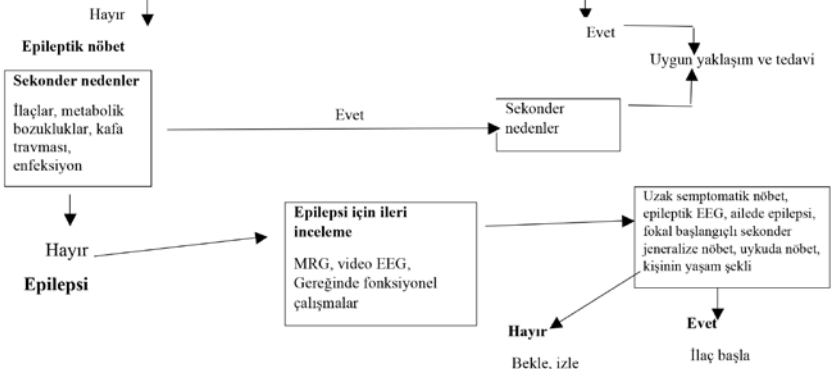 Hayır
Epileptik nöbet
Evet
Uygun yaklaşım ve tedavi
Sekonder nedenler
İlaçlar, metabolik
bozukluklar, kafa
travması,
enfeksiyon
Evet
Sekonder
nedenler
Hayır
Epilepsi
Epilepsi için ileri
inceleme
MRG, video EEG,
Gereğinde fonksiyonel
çalışmalar
Uzak semptomatik nöbet,
epileptik EEG, ailede epilepsi,
fokal başlangıçlı sekonder
jeneralize nöbet, uykuda nöbet,
kişinin yaşam şekli
Hayır
Bekle, izle
Evet
İlaç başla